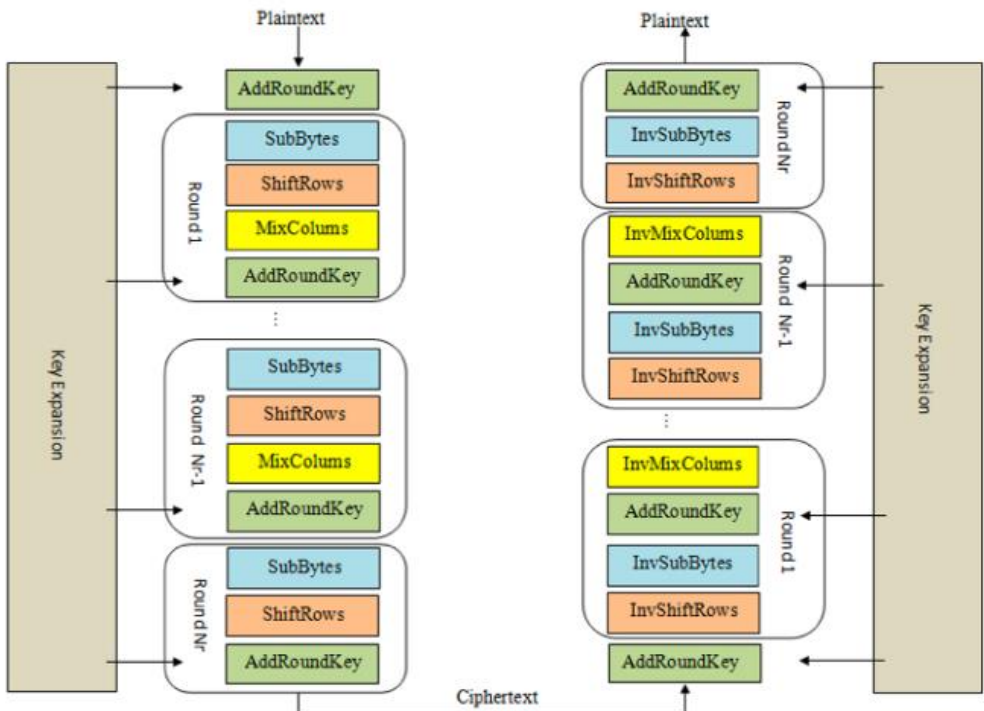 Plaintext
Key Expansion
AddRoundKey
Round 1
SubBytes
ShiftRows
MixColums
AddRoundKey
...
Round Nr-1
SubBytes
ShiftRows
MixColums
AddRoundKey
Round Nr
SubBytes
ShiftRows
AddRoundKey
Ciphertext
Plaintext
AddRoundKey
InvSubBytes
InvShiftRows
Round Nr
InvMixColums
AddRoundKey
InvSubBytes
InvShiftRows
Round Nr-1
...
InvMixColums
AddRoundKey
InvSubBytes
InvShiftRows
Round 1
AddRoundKey
Key Expansion